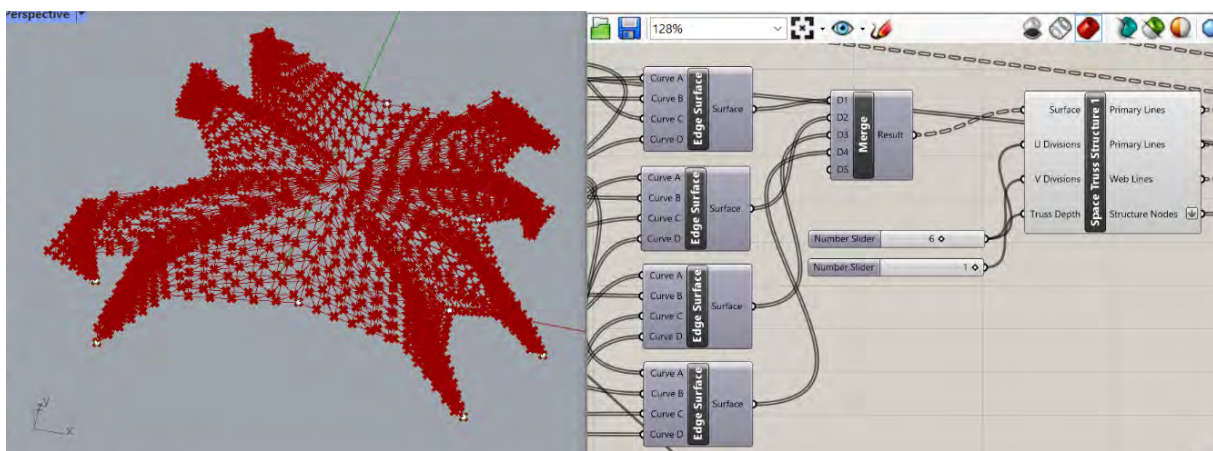 Perspective
y
z
x
128%
Curve A
Curve B
Curve C
Curve D
Edge Surface
Surface
Curve A
Curve B
Curve C
Curve D
Edge Surface
Surface
Curve A
Curve B
Curve C
Curve D
Edge Surface
Surface
Curve A
Curve B
Curve C
Curve D
Edge Surface
Surface
D1
D2
D3
D4
D5
Merge
Result
Number Slider 6
Number Slider 1
Surface
U Divisions
V Divisions
Truss Depth
Space Truss Structure 1
Primary Lines
Primary Lines
Web Lines
Structure Nodes